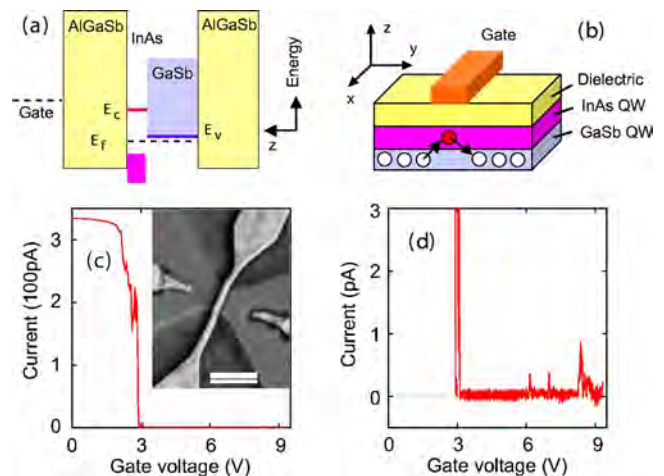 (a)
AlGaSb
InAs
AlGaSb
GaSb
Energy
Gate
Ec
Ef
Ev
z
(b)
z
y
x
Gate
Dielectric
InAs QW
GaSb QW
(c)
3
2
1
0
Current (100pA)
0 3 6 9
Gate voltage (V)
(d)
3
2
1
0
Current (pA)
0 3 6 9
Gate voltage (V)